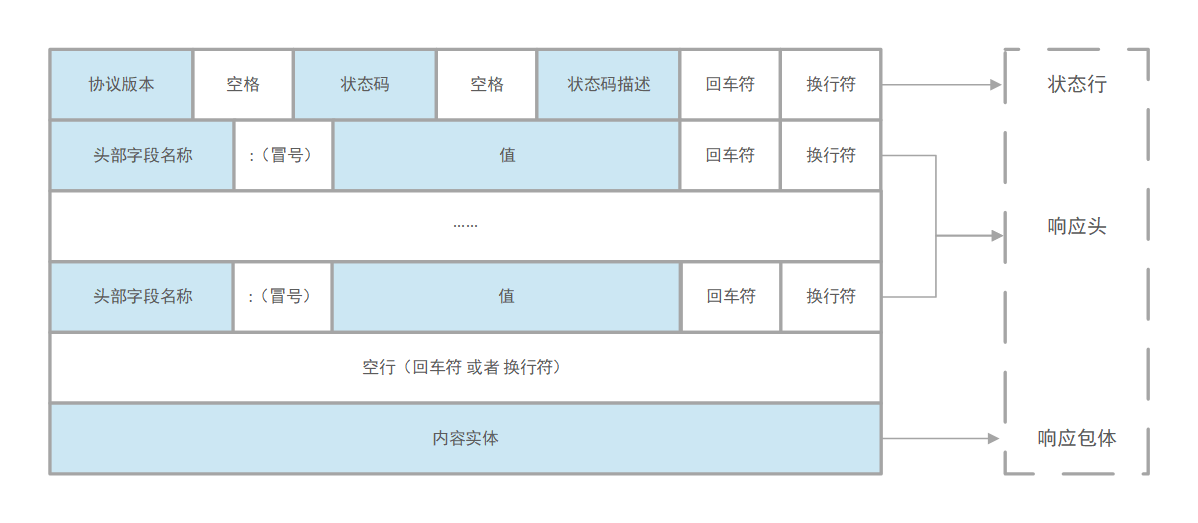 协议版本 空格 状态码 空格 状态码描述 回车符 换行符 状态行
头部字段名称 :（冒号） 值 回车符 换行符
...... 响应头
头部字段名称 :（冒号） 值 回车符 换行符
空行（回车符 或者 换行符）
内容实体 响应包体